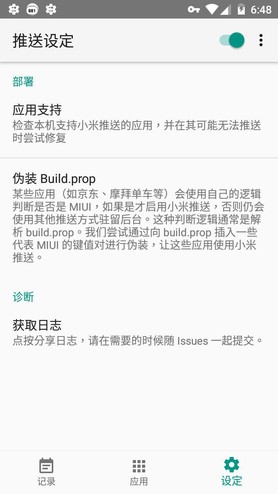 6:48
推送设定
部署
应用支持
检查本机支持小米推送的应用，并在其可能无法推送
时尝试修复
伪装 Build.prop
某些应用（如京东、摩拜单车等）会使用自己的逻辑
判断是否是 MIUI，如果是才启用小米推送，否则仍会
使用其他推送方式驻留后台。这种判断逻辑通常是解
析 build.prop。我们尝试通过向 build.prop 插入一些
代表 MIUI 的键值对进行伪装，让这些应用使用小米
推送。
诊断
获取日志
点按分享日志，请在需要的时候随 Issues 一起提交。
记录
应用
设定